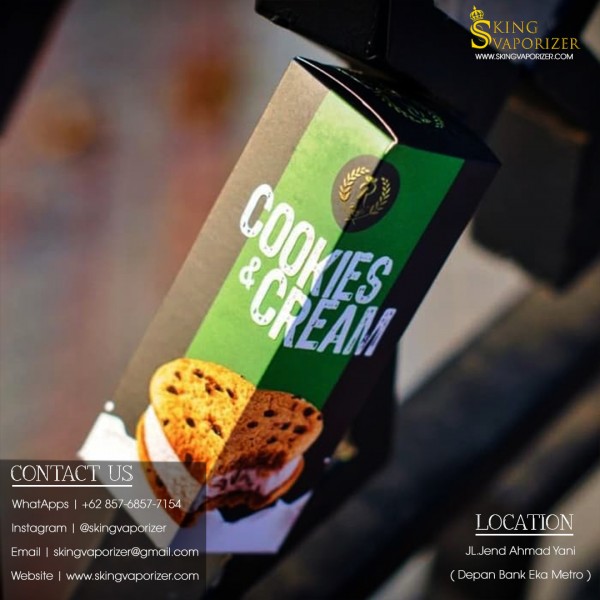 SKING
VAPORIZER
WWW.SKINGVAPORIZER.COM
COOKIES
&
CREAM
CONTACT US
WhatApps | +62 857-6857-7154
Instagram | @skingvaporizer
Email | skingvaporizer@gmail.com
Website | www.skingvaporizer.com
LOCATION
JL.Jend Ahmad Yani
( Depan Bank Eka Metro )